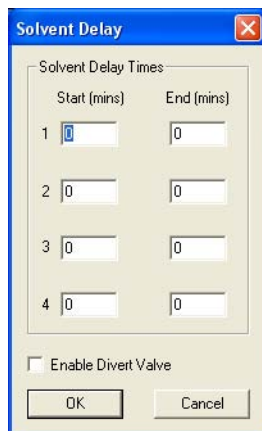 Solvent Delay
Solvent Delay Times
Start (mins) End (mins)
1 0 0
2 0 0
3 0 0
4 0 0
Enable Divert Valve
OK Cancel